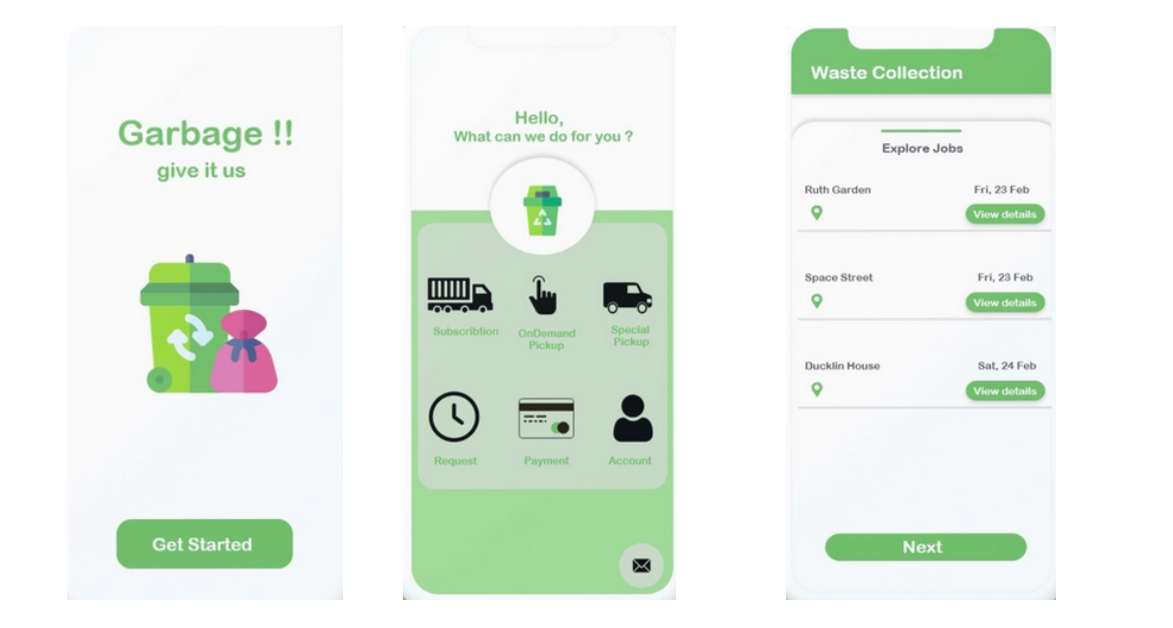 Garbage !!
give it us
Get Started
Hello,
What can we do for you ?
Subscribtion
OnDemand
Pickup
Special
Pickup
Request
Payment
Account
Waste Collection
Explore Jobs
Ruth Garden
Fri, 23 Feb
View details
Space Street
Fri, 23 Feb
View details
Ducklin House
Sat, 24 Feb
View details
Next